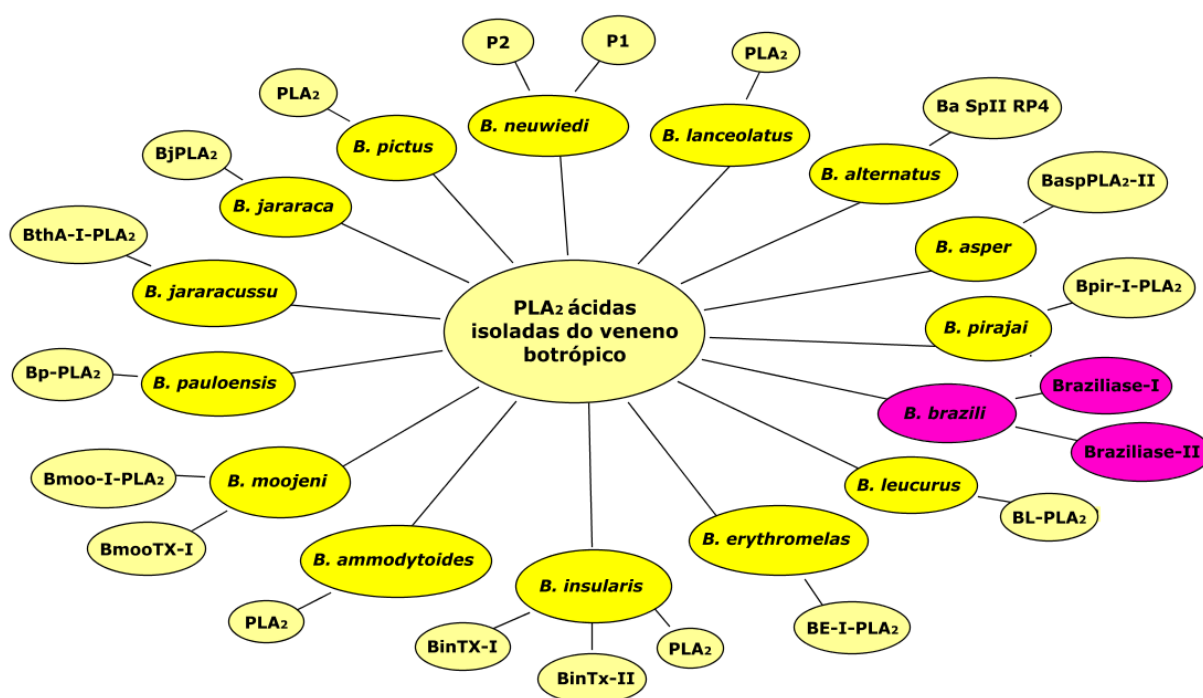 P2
P1
PLA₂
PLA₂
B. neuwiedi
B. lanceolatus
Ba SpII RP4
B. pictus
BjPLA₂
B. alternatus
BaspPLA₂-II
B. jararaca
BthA-I-PLA₂
B. asper
B. jararacussu
Bpir-I-PLA₂
PLA₂ ácidas
isoladas do veneno
botrópico
B. pirajai
Bp-PLA₂
B. pauloensis
Braziliase-I
B. brazili
Braziliase-II
Bmoo-I-PLA₂
B. moojeni
B. leucurus
BL-PLA₂
BmooTX-I
B. ammodytoides
B. erythromelas
B. insularis
PLA₂
BinTX-I
BinTx-II
PLA₂
BE-I-PLA₂